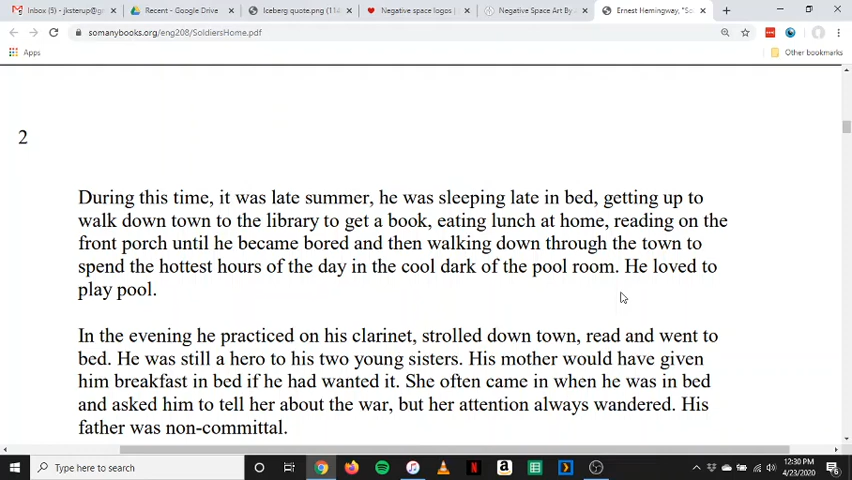 Inbox (5) - jksterup@g
Recent - Google Drive
Iceberg quote.png (114
Negative space logos |
Negative Space Art By
Ernest Hemingway, "So
somanybooks.org/eng208/SoldiersHome.pdf
Apps
Other bookmarks
2
During this time, it was late summer, he was sleeping late in bed, getting up to
walk down town to the library to get a book, eating lunch at home, reading on the
front porch until he became bored and then walking down through the town to
spend the hottest hours of the day in the cool dark of the pool room. He loved to
play pool.
In the evening he practiced on his clarinet, strolled down town, read and went to
bed. He was still a hero to his two young sisters. His mother would have given
him breakfast in bed if he had wanted it. She often came in when he was in bed
and asked him to tell her about the war, but her attention always wandered. His
father was non-committal.
Type here to search
12:30 PM
4/23/2020